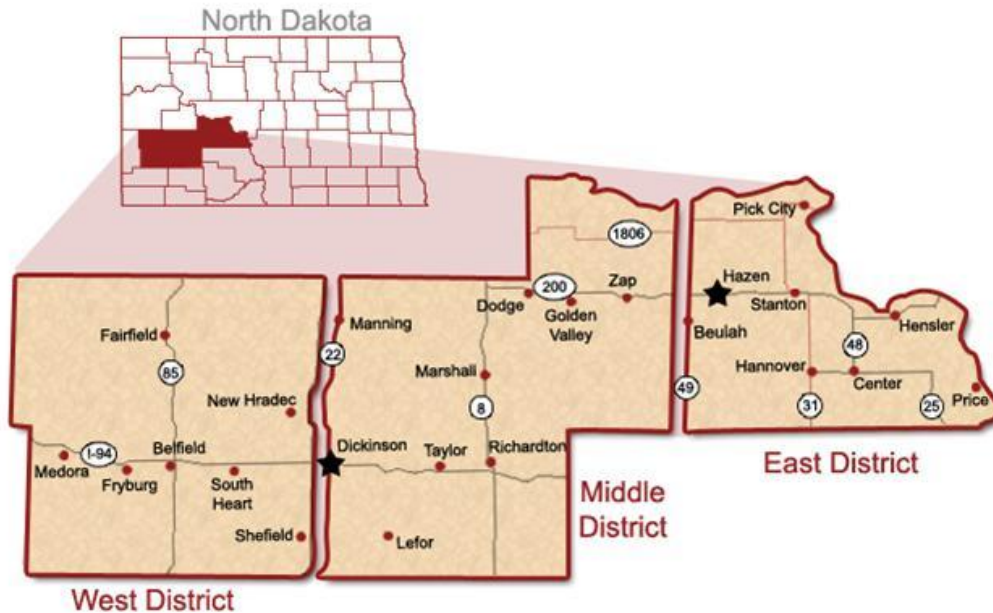 North Dakota
Pick City
1806
Hazen
200
Zap
Dodge
Golden
Valley
Stanton
Manning
Beulah
Hensler
Fairfield
22
48
Marshall
Hannover
Center
85
49
New Hradec
8
31
25
Price
Dickinson
I-94
Belfield
Taylor
Richardton
East District
Medora
Fryburg
South
Heart
Middle
District
Shefield
Lefor
West District